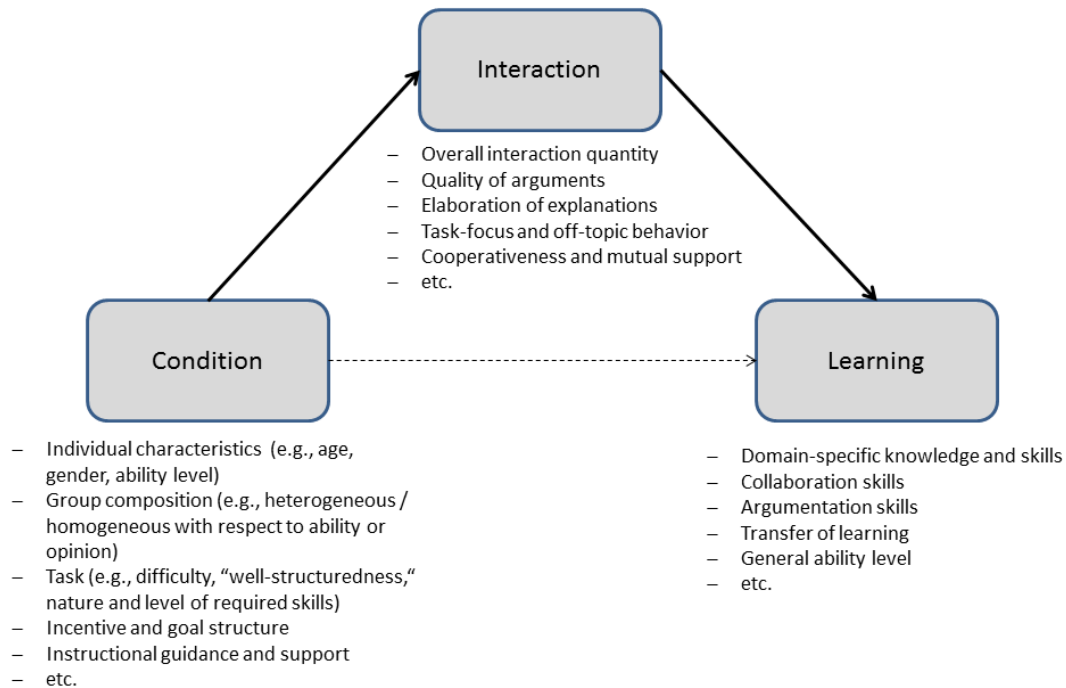 Interaction
– Overall interaction quantity
– Quality of arguments
– Elaboration of explanations
– Task-focus and off-topic behavior
– Cooperativeness and mutual support
– etc.
Condition
– Individual characteristics (e.g., age,
gender, ability level)
– Group composition (e.g., heterogeneous /
homogeneous with respect to ability or
opinion)
– Task (e.g., difficulty, “well-structuredness,“
nature and level of required skills)
– Incentive and goal structure
– Instructional guidance and support
– etc.
Learning
– Domain-specific knowledge and skills
– Collaboration skills
– Argumentation skills
– Transfer of learning
– General ability level
– etc.